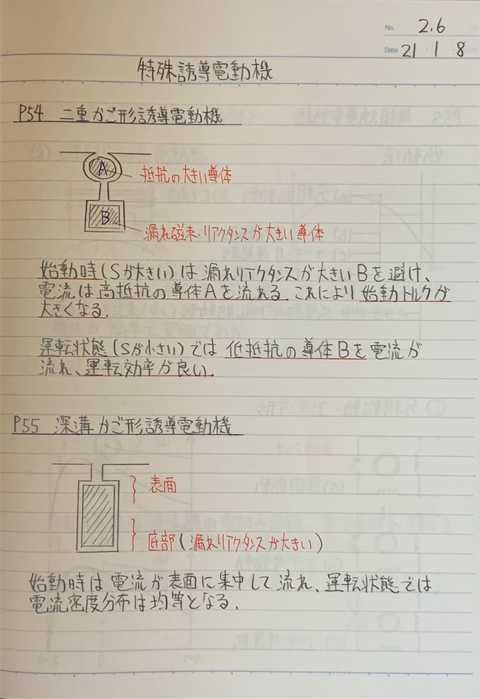 No. 2.6
Date 21 1 8
特殊誘導電動機
P54 二重かご形誘導電動機
A
抵抗の大きい導体
B
漏れ磁束・リアクタンスが大きい導体
始動時(Sが大きい)は漏れリアクタンスが大きいBを避け、
電流は高抵抗の導体Aを流れる これにより始動トルクが
大きくなる.
運転状態(Sが小さい)では 低抵抗の導体Bを電流が
流れ、運転効率が良い.
P55 深溝かご形誘導電動機
表面
底部(漏れリアクタンスが大きい)
始動時は電流が表面に集中して流れ、運転状態では
電流密度分布は均等となる.